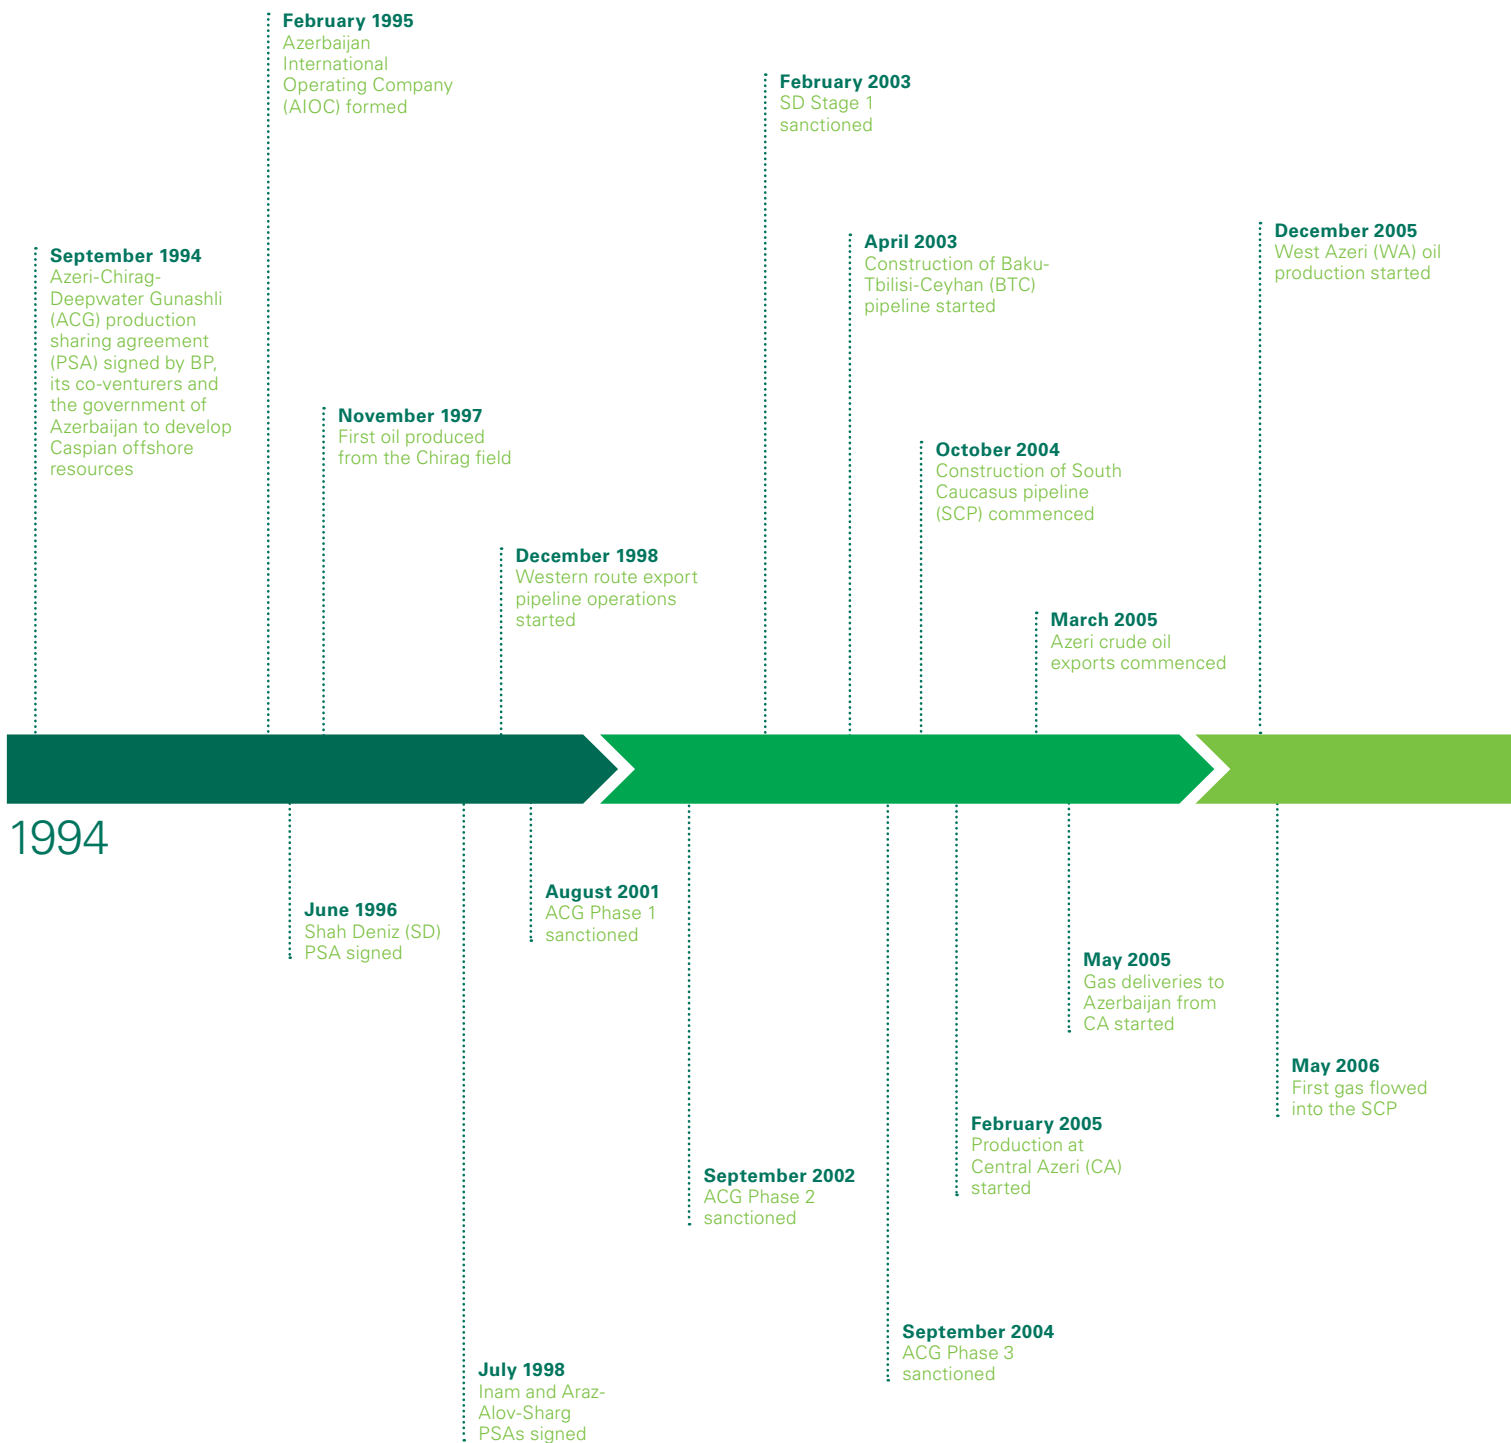 February 1995
Azerbaijan
International
Operating Company
(AIOC) formed
February 2003
SD Stage 1
sanctioned
September 1994
Azeri-Chirag-
Deepwater Gunashli
(ACG) production
sharing agreement
(PSA) signed by BP,
its co-venturers and
the government of
Azerbaijan to develop
Caspian offshore
resources
April 2003
Construction of Baku-
Tbilisi-Ceyhan (BTC)
pipeline started
December 2005
West Azeri (WA) oil
production started
November 1997
First oil produced
from the Chirag field
October 2004
Construction of South
Caucasus pipeline
(SCP) commenced
December 1998
Western route export
pipeline operations
started
March 2005
Azeri crude oil
exports commenced
1994
June 1996
Shah Deniz (SD)
PSA signed
August 2001
ACG Phase 1
sanctioned
May 2005
Gas deliveries to
Azerbaijan from
CA started
May 2006
First gas flowed
into the SCP
February 2005
Production at
Central Azeri (CA)
started
September 2002
ACG Phase 2
sanctioned
September 2004
ACG Phase 3
sanctioned
July 1998
Inam and Araz-
Alov-Sharg
PSAs signed